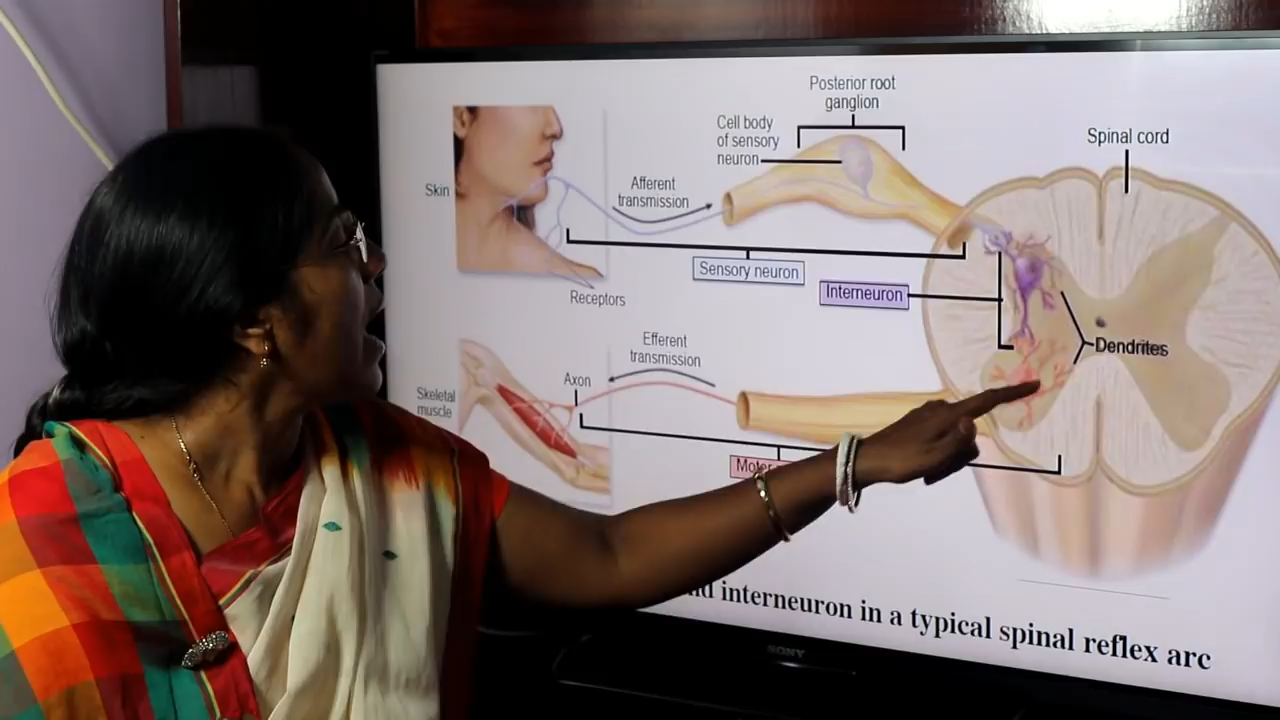 Posterior root
ganglion
Cell body
of sensory
neuron
Spinal cord
Skin
Afferent
transmission
Sensory neuron
Interneuron
Receptors
Efferent
transmission
Dendrites
Axon
Skeletal
muscle
interneuron in a typical spinal reflex arc
SONY